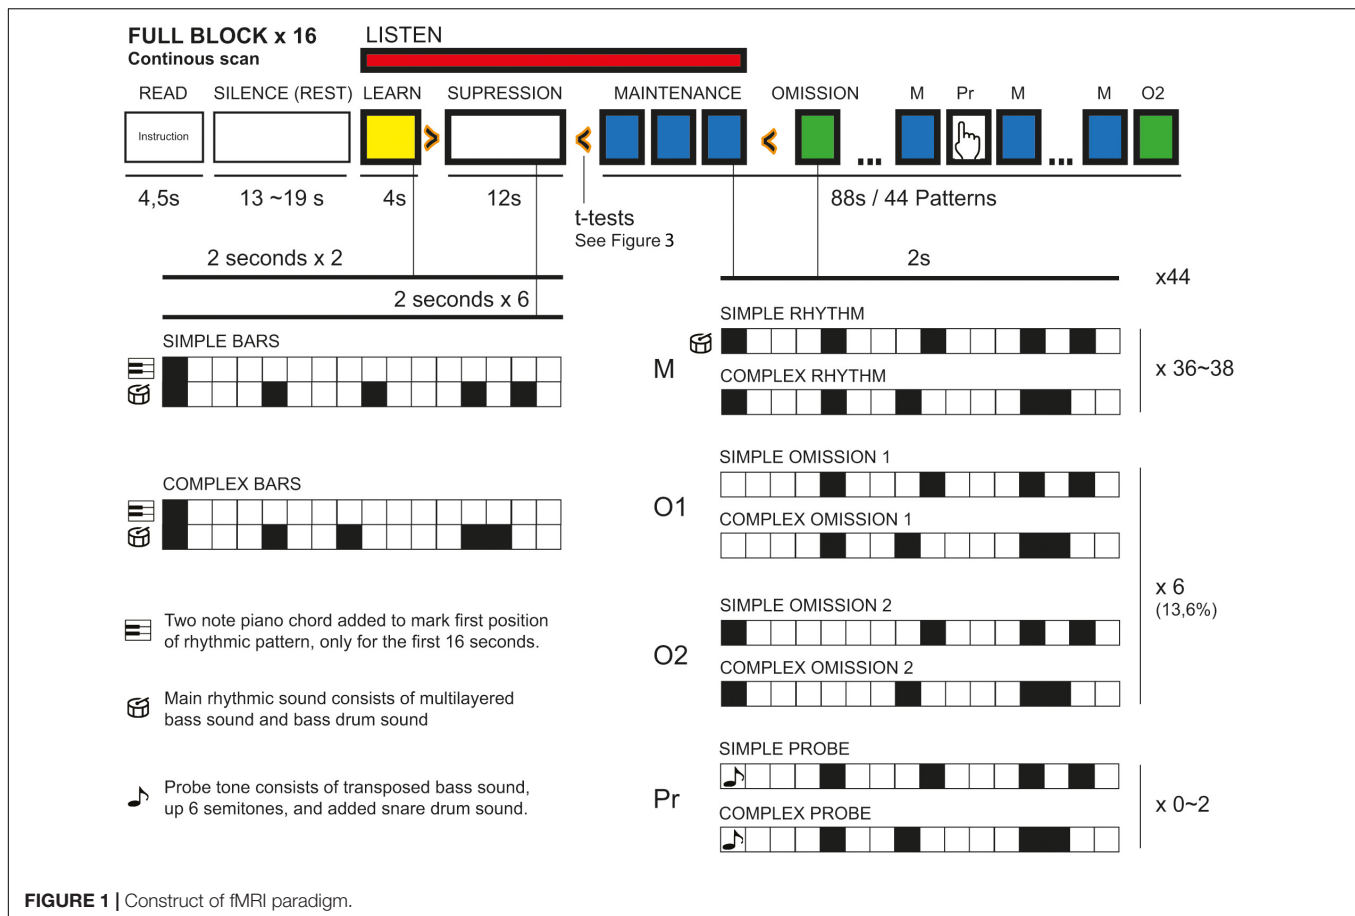 FULL BLOCK x 16
Continous scan
LISTEN
READ
SILENCE (REST)
LEARN
SUPRESSION
MAINTENANCE
OMISSION
M
Pr
M
M
O2
Instruction
4,5s
13 ~19 s
4s
12s
88s / 44 Patterns
t-tests
See Figure 3
2 seconds x 2
2 seconds x 6
2s
x44
SIMPLE BARS
COMPLEX BARS
Two note piano chord added to mark first position
of rhythmic pattern, only for the first 16 seconds.
Main rhythmic sound consists of multilayered
bass sound and bass drum sound
Probe tone consists of transposed bass sound,
up 6 semitones, and added snare drum sound.
M
SIMPLE RHYTHM
COMPLEX RHYTHM
x 36~38
O1
SIMPLE OMISSION 1
COMPLEX OMISSION 1
O2
SIMPLE OMISSION 2
COMPLEX OMISSION 2
x 6
(13,6%)
Pr
SIMPLE PROBE
COMPLEX PROBE
x 0~2
FIGURE 1 | Construct of fMRI paradigm.